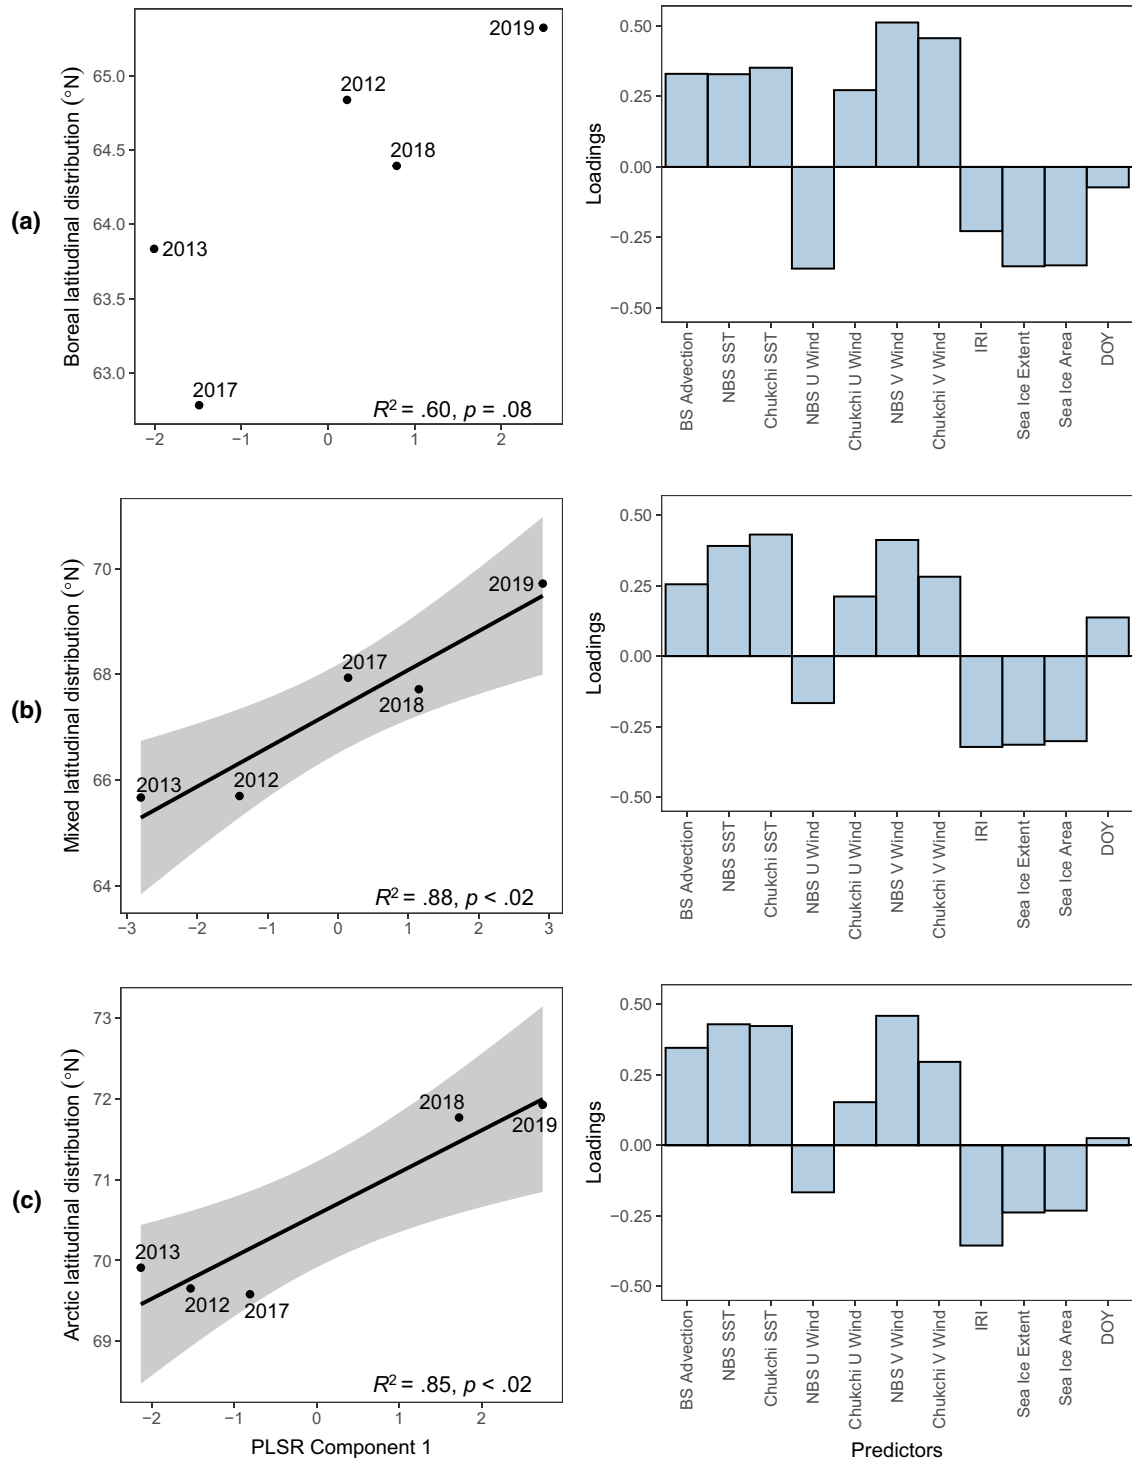 (a)
Boreal latitudinal distribution (°N)
65.0
64.5
64.0
63.5
63.0
2019
2012
2018
2013
2017
R² = .60, p = .08
−2
−1
0
1
2
Loadings
0.50
0.25
0.00
−0.25
−0.50
BS Advection
NBS SST
Chukchi SST
NBS U Wind
Chukchi U Wind
NBS V Wind
Chukchi V Wind
IRI
Sea Ice Extent
Sea Ice Area
DOY
(b)
Mixed latitudinal distribution (°N)
70
68
66
64
2019
2017
2018
2013
2012
R² = .88, p < .02
−3
−2
−1
0
1
2
3
Loadings
0.50
0.25
0.00
−0.25
−0.50
BS Advection
NBS SST
Chukchi SST
NBS U Wind
Chukchi U Wind
NBS V Wind
Chukchi V Wind
IRI
Sea Ice Extent
Sea Ice Area
DOY
(c)
Arctic latitudinal distribution (°N)
73
72
71
70
69
2018
2019
2013
2012
2017
R² = .85, p < .02
−2
−1
0
1
2
PLSR Component 1
Loadings
0.50
0.25
0.00
−0.25
−0.50
BS Advection
NBS SST
Chukchi SST
NBS U Wind
Chukchi U Wind
NBS V Wind
Chukchi V Wind
IRI
Sea Ice Extent
Sea Ice Area
DOY
Predictors